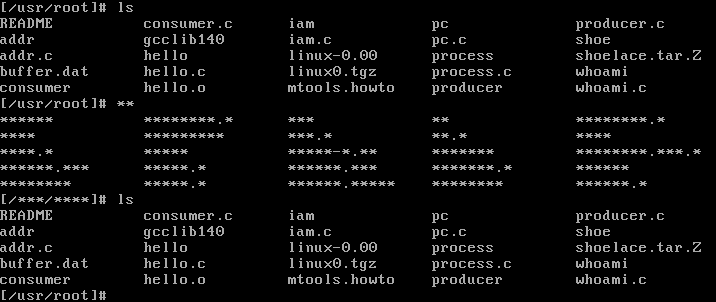 [/usr/root]# ls
README consumer.c iam pc producer.c
addr gcclib140 iam.c pc.c shoe
addr.c hello linux-0.00 process shoelace.tar.Z
buffer.dat hello.c linux0.tgz process.c whoami
consumer hello.o mtools.howto producer whoami.c
[/usr/root]# **
****** ********.* *** ** ********.*
**** ********* ***.* **.* ****
****.* ***** *****-*.** ******* ********.***.*
******.*** *****.* ******.*** *******.* ******
******** *****.* ******.***** ******** ******.*
[/***/****]# ls
README consumer.c iam pc producer.c
addr gcclib140 iam.c pc.c shoe
addr.c hello linux-0.00 process shoelace.tar.Z
buffer.dat hello.c linux0.tgz process.c whoami
consumer hello.o mtools.howto producer whoami.c
[/usr/root]#